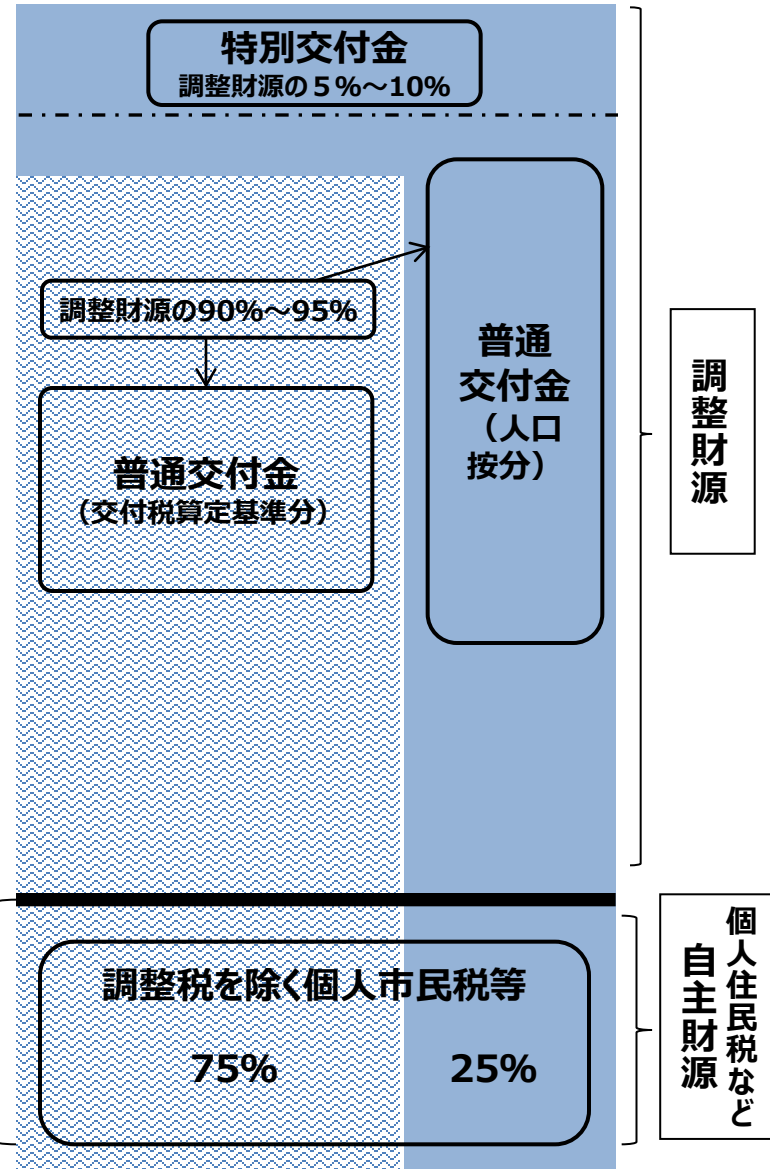 特別交付金
調整財源の５%～10%
調整財源の90%～95%
普通
交付金
（人口
按分）
普通交付金
（交付税算定基準分）
調整財源
調整税を除く個人市民税等
75%
25%
個人住民税など
自主財源